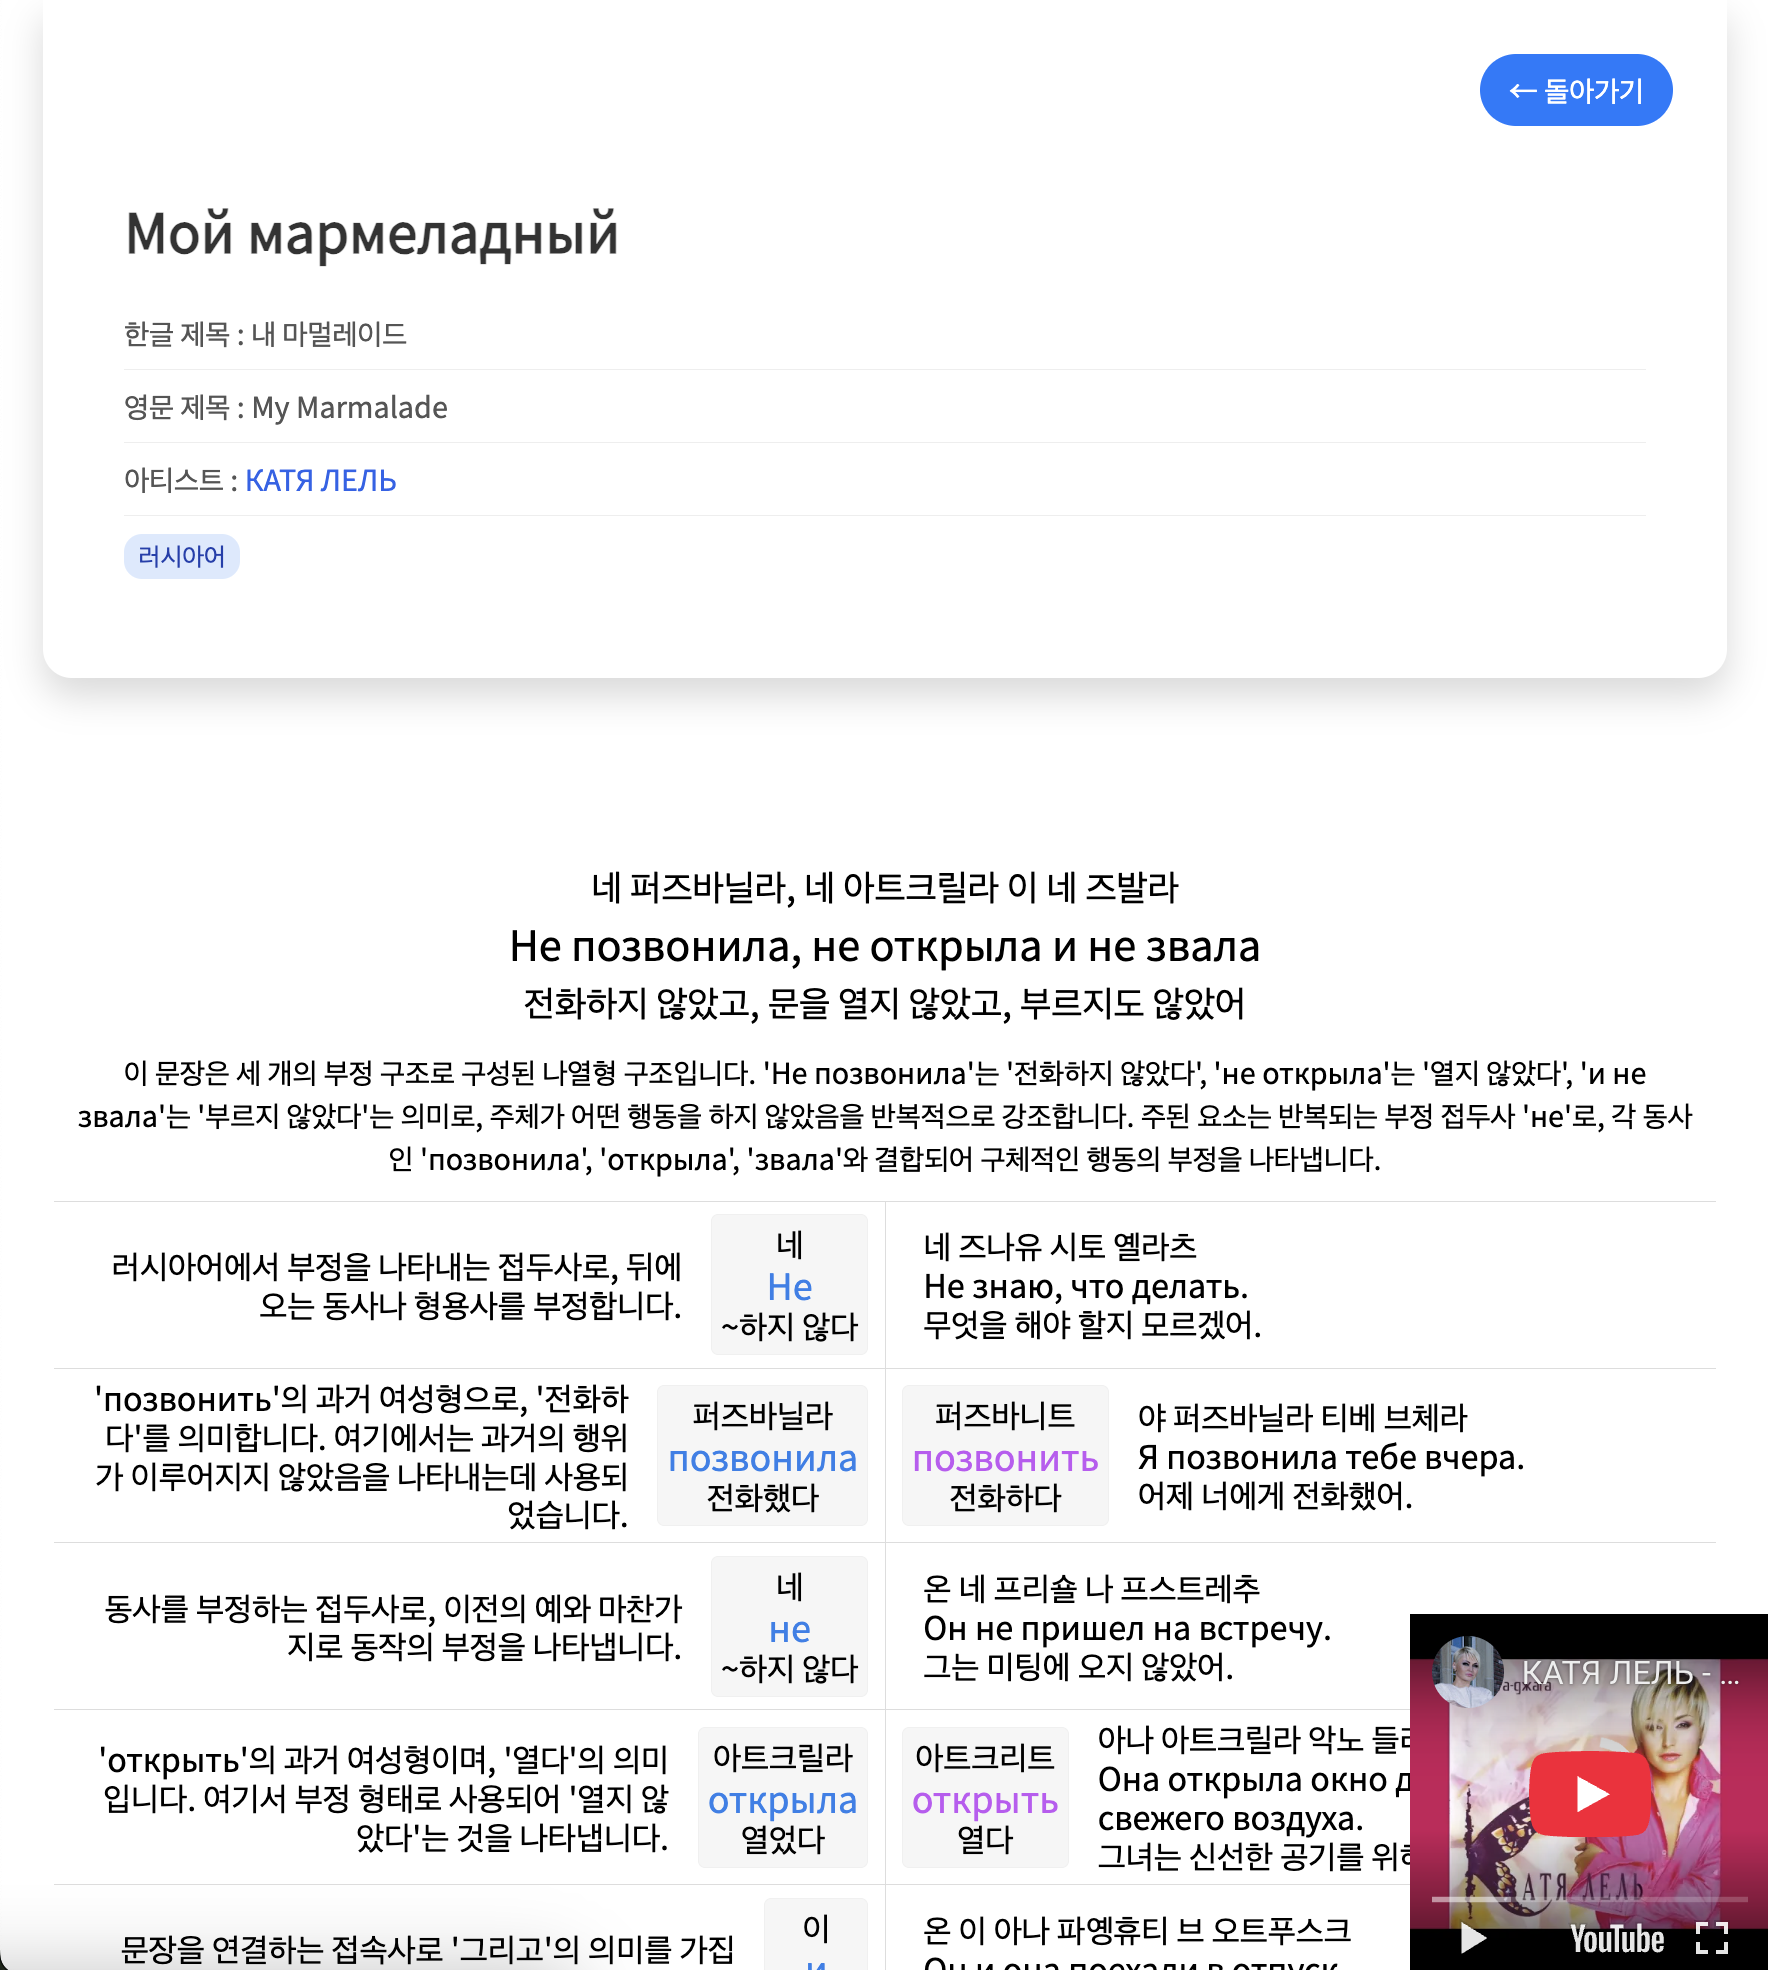 ← 돌아가기
Мой мармеладный
한글 제목 : 내 마멀레이드
영문 제목 : My Marmalade
아티스트 : КАТЯ ЛЕЛЬ
러시아어
네 퍼즈바닐라, 네 아트크릴라 이 네 즈발라
Не позвонила, не открыла и не звала
전화하지 않았고, 문을 열지 않았고, 부르지도 않았어
이 문장은 세 개의 부정 구조로 구성된 나열형 구조입니다. 'Не позвонила'는 '전화하지 않았다', 'не открыла'는 '열지 않았다', 'и не
звала'는 '부르지 않았다'는 의미로, 주체가 어떤 행동을 하지 않았음을 반복적으로 강조합니다. 주된 요소는 반복되는 부정 접두사 'не'로, 각 동사
인 'позвонила', 'открыла', 'звала'와 결합되어 구체적인 행동의 부정을 나타냅니다.
러시아어에서 부정을 나타내는 접두사로, 뒤에
오는 동사나 형용사를 부정합니다.
네
Не
~하지 않다
네 즈나유 시토 옐라츠
Не знаю, что делать.
무엇을 해야 할지 모르겠어.
'позвонить'의 과거 여성형으로, '전화하
다'를 의미합니다. 여기에서는 과거의 행위
가 이루어지지 않았음을 나타내는데 사용되
었습니다.
퍼즈바닐라
позвонила
전화했다
퍼즈바니트
позвонить
전화하다
야 퍼즈바닐라 티베 브체라
Я позвонила тебе вчера.
어제 너에게 전화했어.
동사를 부정하는 접두사로, 이전의 예와 마찬가
지로 동작의 부정을 나타냅니다.
네
не
~하지 않다
온 네 프리숄 나 프스트레추
Он не пришел на встречу.
그는 미팅에 오지 않았어.
'открыть'의 과거 여성형이며, '열다'의 의미
입니다. 여기서 부정 형태로 사용되어 '열지 않
았다'는 것을 나타냅니다.
아트크릴라
открыла
열었다
아트크리트
открыть
열다
아나 아트크릴라 악노 들
Она открыла окно д
свежего воздуха.
그녀는 신선한 공기를 위
문장을 연결하는 접속사로 '그리고'의 의미를 가집
이
и
온 이 아나 파옝휴티 브 오트푸스크
Он и она поехали в отпуск
КАТЯ ЛЕЛЬ - ...
а-джага
КАТЯ ЛЕЛЬ
YouTube